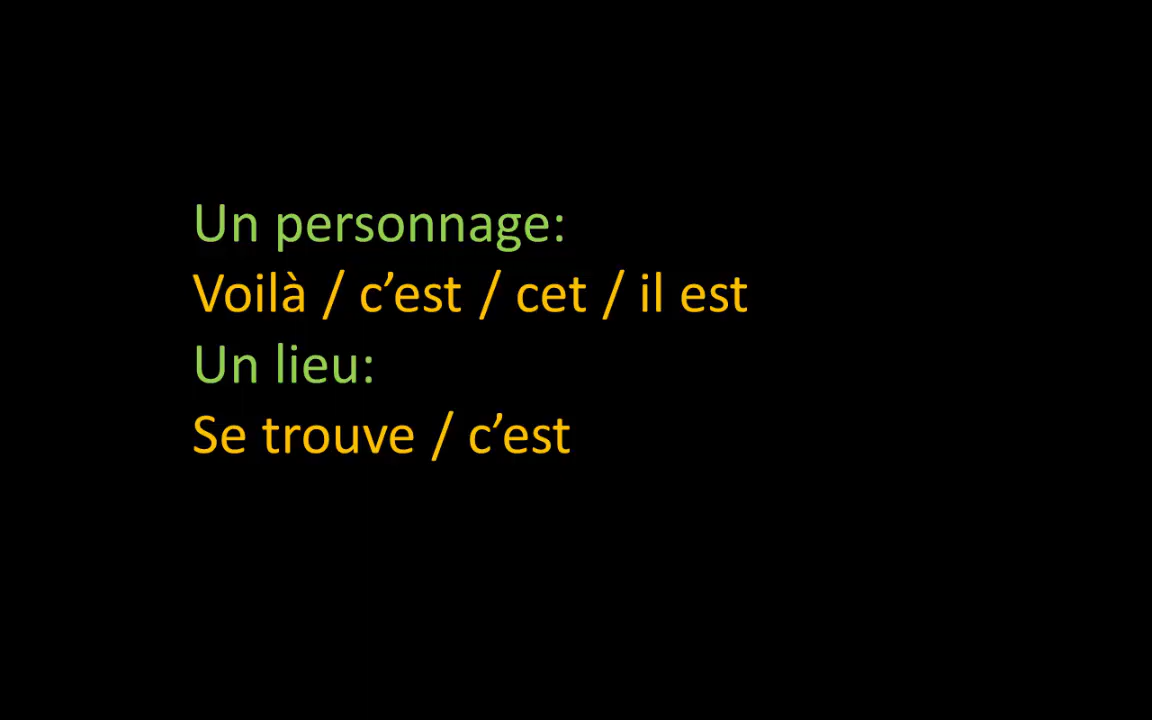 Un personnage:
Voilà / c’est / cet / il est
Un lieu:
Se trouve / c’est